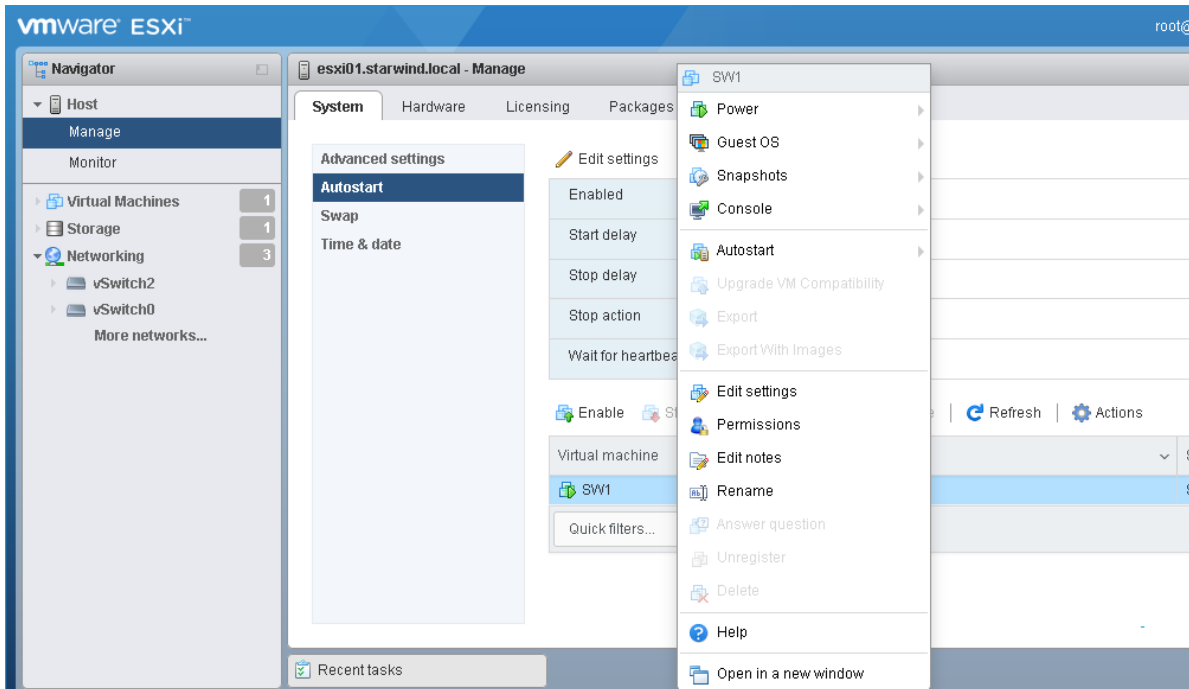 vmware ESXi™
root@
Navigator
Host
Manage
Monitor
Virtual Machines 1
Storage 1
Networking 3
vSwitch2
vSwitch0
More networks...
esxi01.starwind.local - Manage
System Hardware Licensing Packages
Advanced settings
Autostart
Swap
Time & date
Edit settings
Enabled
Start delay
Stop delay
Stop action
Wait for heartbea
Enable
Refresh Actions
Virtual machine
SW1
Quick filters...
SW1
Power
Guest OS
Snapshots
Console
Autostart
Upgrade VM Compatibility
Export
Export With Images
Edit settings
Permissions
Edit notes
Rename
Answer question
Unregister
Delete
Help
Open in a new window
Recent tasks